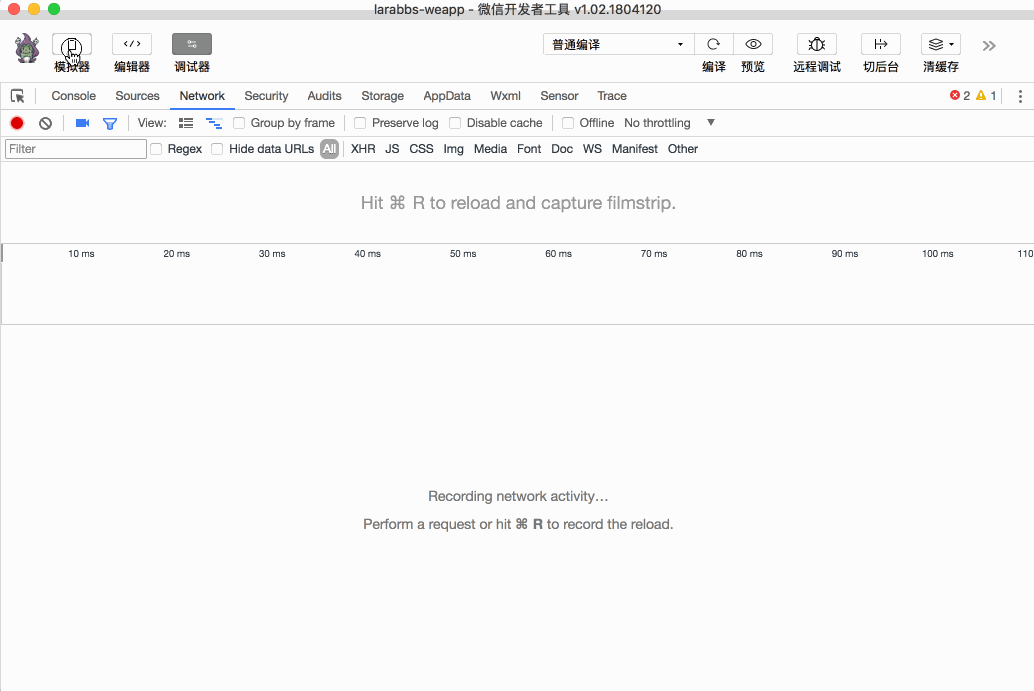 larabbs-weapp - 微信开发者工具 v1.02.1804120
普通编译
模拟器 编辑器 调试器 编译 预览 远程调试 切后台 清缓存
Console Sources Network Security Audits Storage AppData Wxml Sensor Trace 2 1
View: Group by frame Preserve log Disable cache Offline No throttling
Filter Regex Hide data URLs All XHR JS CSS Img Media Font Doc WS Manifest Other
Hit ⌘ R to reload and capture filmstrip.
10 ms 20 ms 30 ms 40 ms 50 ms 60 ms 70 ms 80 ms 90 ms 100 ms 110
Recording network activity…
Perform a request or hit ⌘ R to record the reload.